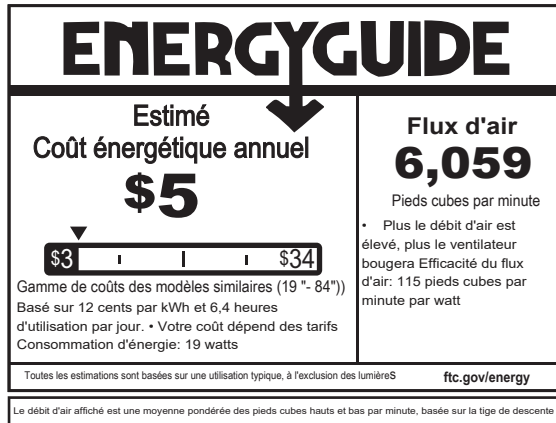 ENERGYGUIDE
Estimé
Coût énergétique annuel
$5
$3
$34
Gamme de coûts des modèles similaires (19 "- 84"))
Basé sur 12 cents par kWh et 6,4 heures
d'utilisation par jour. • Votre coût dépend des tarifs
Consommation d'énergie: 19 watts
Flux d'air
6,059
Pieds cubes par minute
• Plus le débit d'air est
élevé, plus le ventilateur
bougera Efficacité du flux
d'air: 115 pieds cubes par
minute par watt
Toutes les estimations sont basées sur une utilisation typique, à l'exclusion des lumièreS
ftc.gov/energy
Le débit d'air affiché est une moyenne pondérée des pieds cubes hauts et bas par minute, basée sur la tige de descente